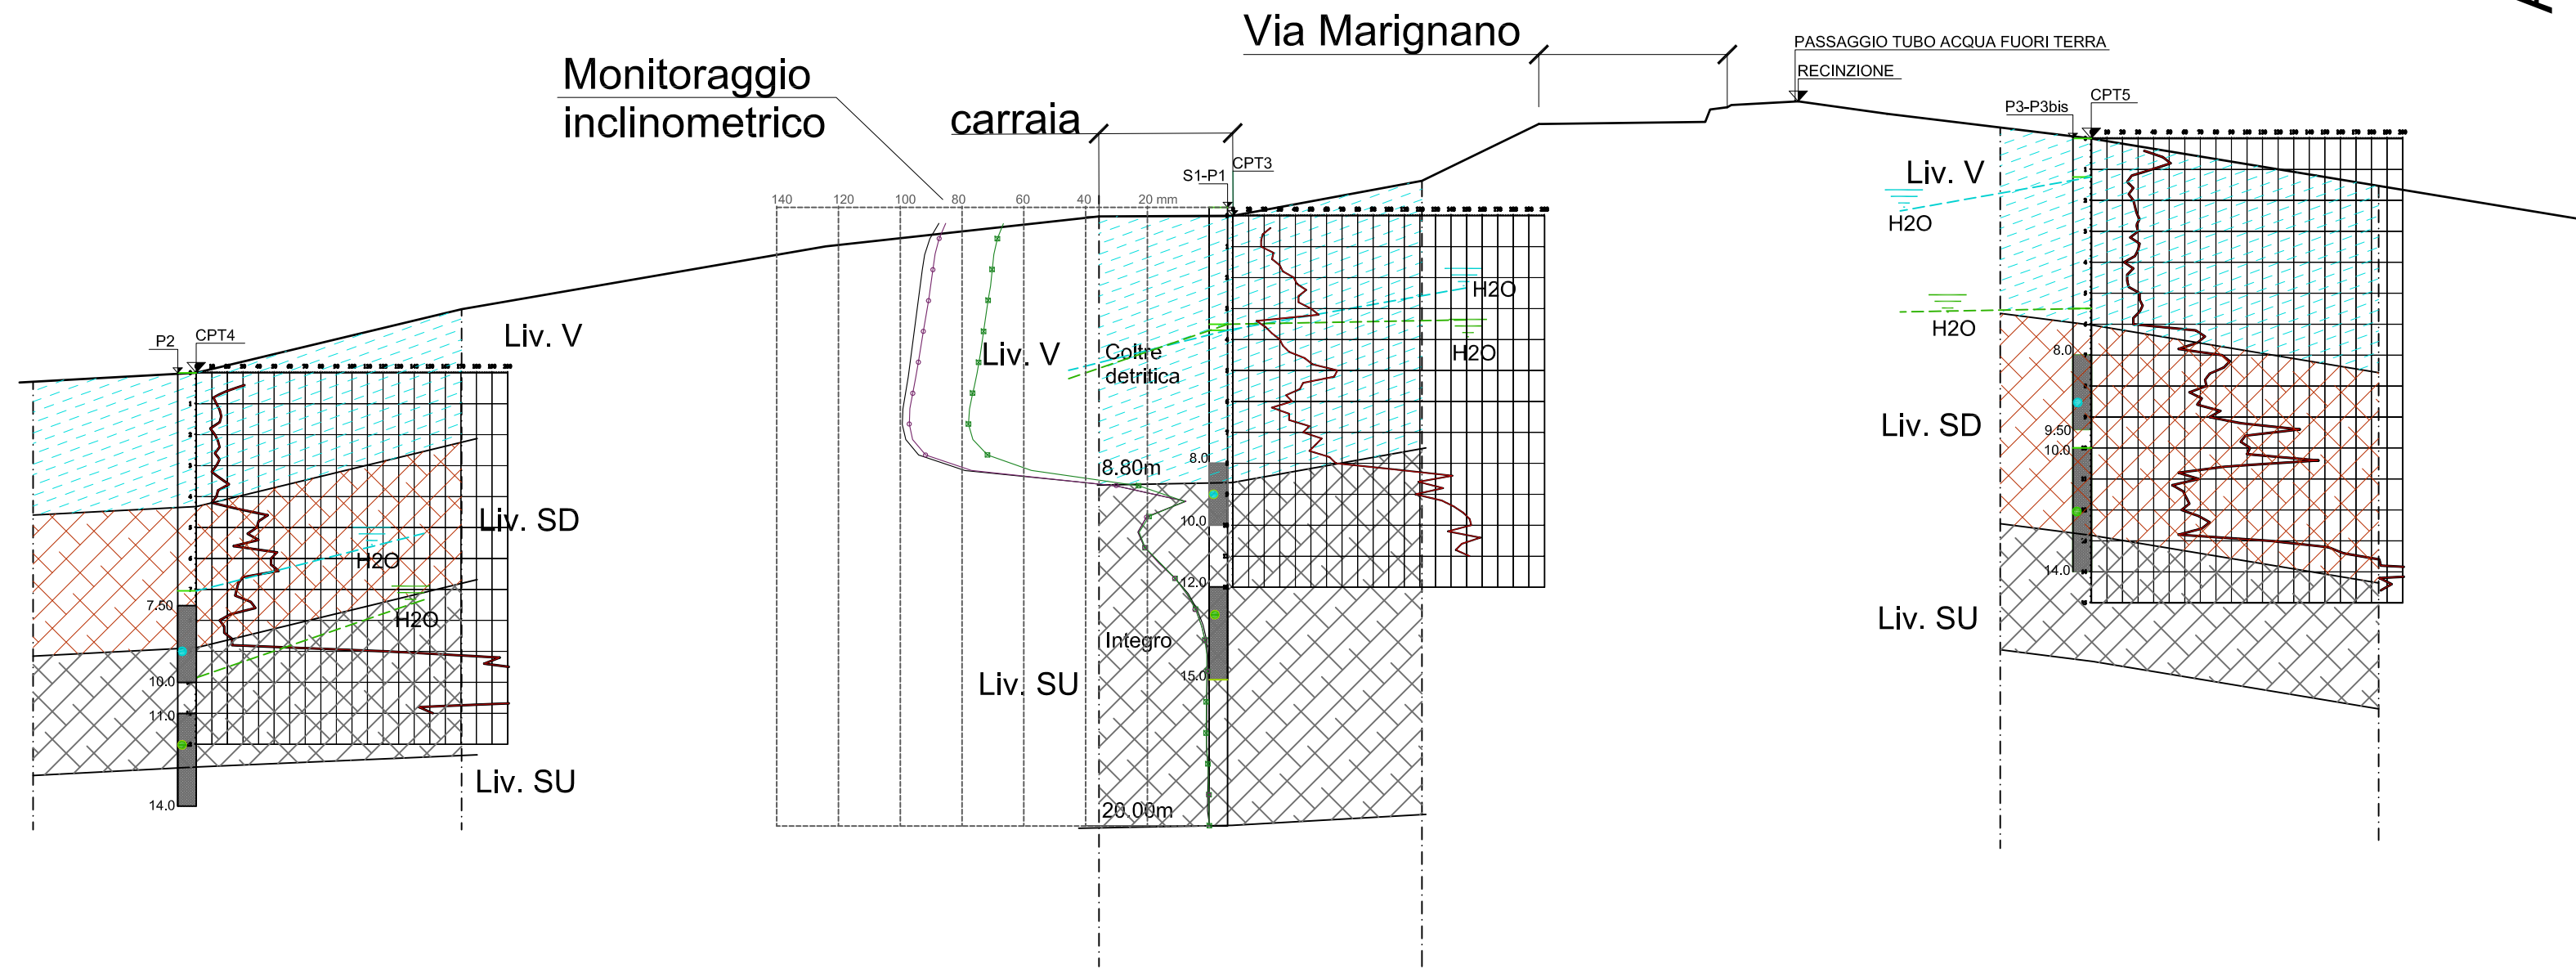 Via Marignano
PASSAGGIO TUBO ACQUA FUORI TERRA
RECINZIONE
Monitoraggio
inclinometrico
carraia
P3-P3bis
CPT5
S1-P1
CPT3
140 120 100 80 60 40 20 mm
Liv. V
H2O
H2O
Liv. SD
8.0
9.50
10.0
14.0
Liv. SU
P2
CPT4
Liv. V
Liv. SD
H2O
H2O
7.50
10.0
11.0
14.0
Liv. SU
Liv. V
Coltre
detritica
H2O
H2O
8.80m
8.0
10.0
12.0
Integro
15.0
Liv. SU
20.00m